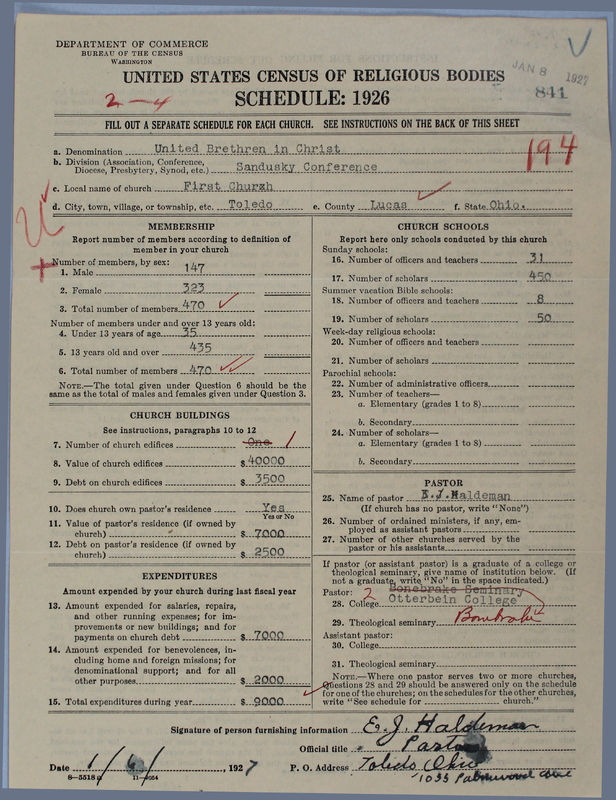 DEPARTMENT OF COMMERCE
BUREAU OF THE CENSUS
WASHINGTON
JAN 8 1927
841
UNITED STATES CENSUS OF RELIGIOUS BODIES
2-4
SCHEDULE: 1926
FILL OUT A SEPARATE SCHEDULE FOR EACH CHURCH. SEE INSTRUCTIONS ON THE BACK OF THIS SHEET
194
a. Denomination United Brethren in Christ
b. Division (Association, Conference, Diocese, Presbytery, Synod, etc.) Sandusky Conference
c. Local name of church First Churxh
d. City, town, village, or township, etc. Toledo e. County Lucas f. State Ohio.
MEMBERSHIP
Report number of members according to definition of
member in your church
Number of members, by sex:
1. Male 147
2. Female 323
3. Total number of members 470
Number of members under and over 13 years old:
4. Under 13 years of age 35
5. 13 years old and over 435
6. Total number of members 470
NOTE.—The total given under Question 6 should be the
same as the total of males and females given under Question 3.
CHURCH BUILDINGS
See instructions, paragraphs 10 to 12
7. Number of church edifices One 1
8. Value of church edifices $40000
9. Debt on church edifices $3500
10. Does church own pastor's residence Yes
Yes or No
11. Value of pastor's residence (if owned by
church) $7000
12. Debt on pastor's residence (if owned by
church) $2500
EXPENDITURES
Amount expended by your church during last fiscal year
13. Amount expended for salaries, repairs,
and other running expenses; for im-
provements or new buildings; and for
payments on church debt $7000
14. Amount expended for benevolences, in-
cluding home and foreign missions; for
denominational support; and for all
other purposes $2000
15. Total expenditures during year $9000
CHURCH SCHOOLS
Report here only schools conducted by this church
Sunday schools:
16. Number of officers and teachers 31
17. Number of scholars 450
Summer vacation Bible schools:
18. Number of officers and teachers 8
19. Number of scholars 50
Week-day religious schools:
20. Number of officers and teachers
21. Number of scholars
Parochial schools:
22. Number of administrative officers
23. Number of teachers—
a. Elementary (grades 1 to 8)
b. Secondary
24. Number of scholars—
a. Elementary (grades 1 to 8)
b. Secondary
PASTOR
25. Name of pastor E.J.Haldeman
(If church has no pastor, write "None")
26. Number of ordained ministers, if any, em-
ployed as assistant pastors
27. Number of other churches served by the
pastor or his assistants
If pastor (or assistant pastor) is a graduate of a college or
theological seminary, give name of institution below. (If
not a graduate, write "No" in the space indicated.)
Pastor: 2 Bonebrake Seminary
28. College Otterbein College
29. Theological seminary Bonebrake
Assistant pastor:
30. College
31. Theological seminary
NOTE.—Where one pastor serves two or more churches,
Questions 28 and 29 should be answered only on the schedule
for one of the churches; on the schedules for the other churches,
write "See schedule for church."
Signature of person furnishing information E. J. Haldeman
Official title Pastor
Date 1/6/, 1927 P. O. Address Toledo Ohio
8-5518 a 1035